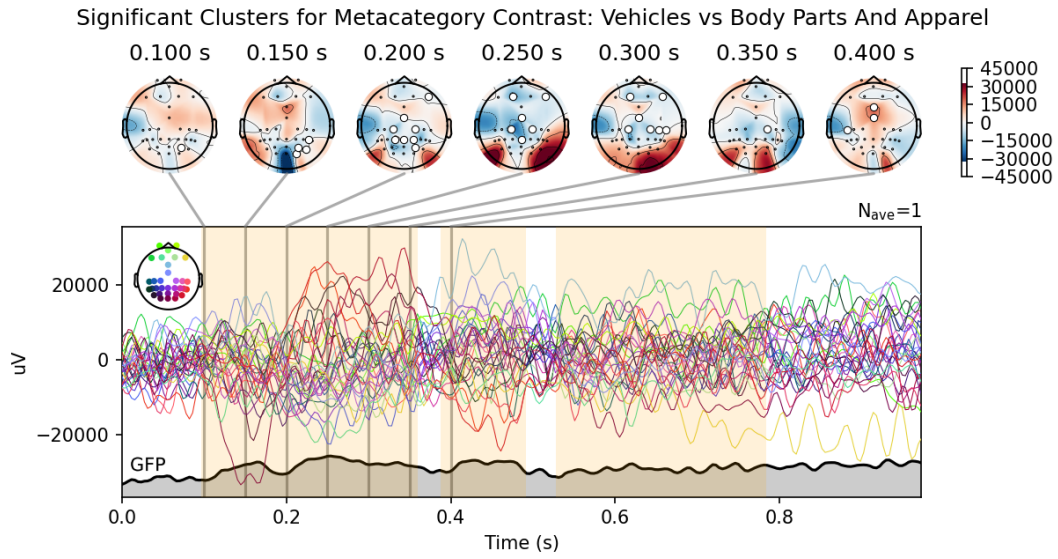 Significant Clusters for Metacategory Contrast: Vehicles vs Body Parts And Apparel
0.100 s 0.150 s 0.200 s 0.250 s 0.300 s 0.350 s 0.400 s
45000
30000
15000
0
−15000
−30000
−45000
Nave=1
uV
20000
0
−20000
GFP
0.0 0.2 0.4 0.6 0.8
Time (s)